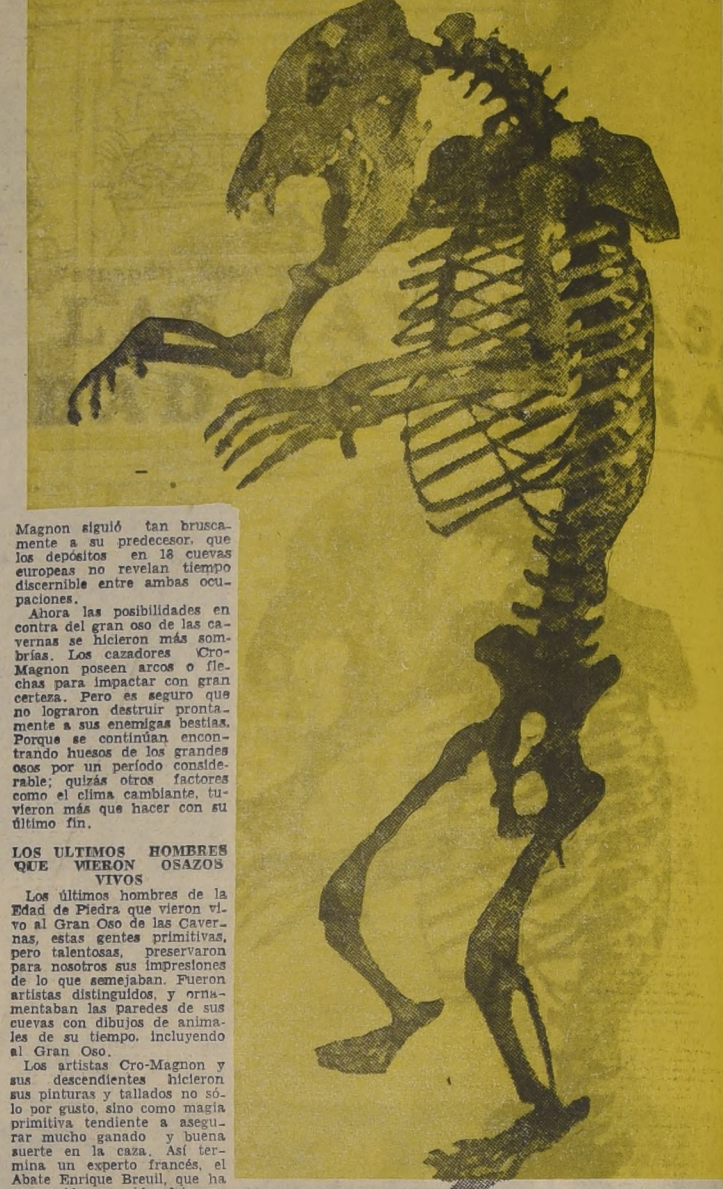 Magnon siguió tan brusca-
mente a su predecesor, que
los depósitos en 18 cuevas
europeas no revelan tiempo
discernible entre ambas ocu-
paciones.
Ahora las posibilidades en
contra del gran oso de las ca-
vernas se hicieron más som-
brías. Los cazadores Cro-
Magnon poseen arcos o fle-
chas para impactar con gran
certeza. Pero es seguro que
no lograron destruir pronta-
mente a sus enemigas bestias.
Porque se continúan encon-
trando huesos de los grandes
osos por un período conside-
rable; quizás otros factores
como el clima cambiante, tu-
vieron más que hacer con su
último fin.
LOS ULTIMOS HOMBRES
QUE VIERON OSAZOS
VIVOS
Los últimos hombres de la
Edad de Piedra que vieron vi-
vo al Gran Oso de las Caver-
nas, estas gentes primitivas,
pero talentosas, preservaron
para nosotros sus impresiones
de lo que semejaban. Fueron
artistas distinguidos, y orna-
mentaban las paredes de sus
cuevas con dibujos de anima-
les de su tiempo, incluyendo
al Gran Oso.
Los artistas Cro-Magnon y
sus descendientes hicieron
sus pinturas y tallados no só-
lo por gusto, sino como magia
primitiva tendiente a asegu-
rar mucho ganado y buena
suerte en la caza. Así ter-
mina un experto francés, el
Abate Enrique Breuil, que ha